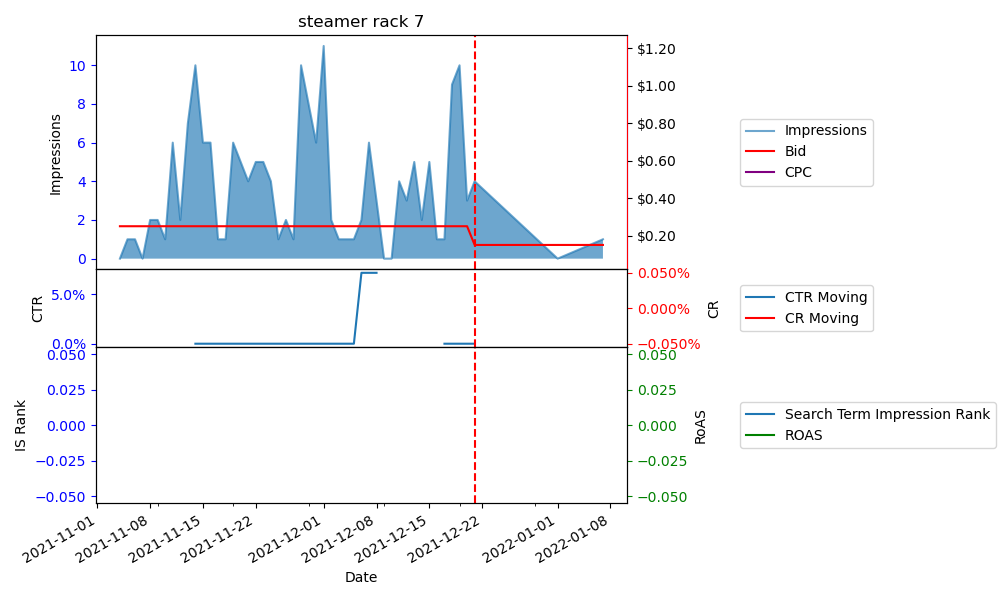 steamer rack 7
Impressions
10
8
6
4
2
0
$1.20
$1.00
$0.80
$0.60
$0.40
$0.20
Impressions
Bid
CPC
CTR
5.0%
0.0%
0.050%
0.000%
−0.050%
CR
CTR Moving
CR Moving
IS Rank
0.050
0.025
0.000
−0.025
−0.050
0.050
0.025
0.000
−0.025
−0.050
RoAS
Search Term Impression Rank
ROAS
2021-11-01
2021-11-08
2021-11-15
2021-11-22
2021-12-01
2021-12-08
2021-12-15
2021-12-22
2022-01-01
2022-01-08
Date